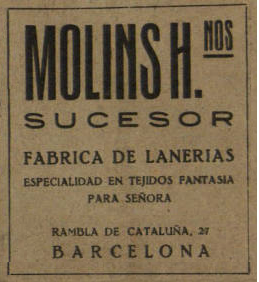 MOLINS H.NOS
SUCESOR
FABRICA DE LANERIAS
ESPECIALIDAD EN TEJIDOS FANTASIA
PARA SEÑORA
RAMBLA DE CATALUÑA, 27
BARCELONA